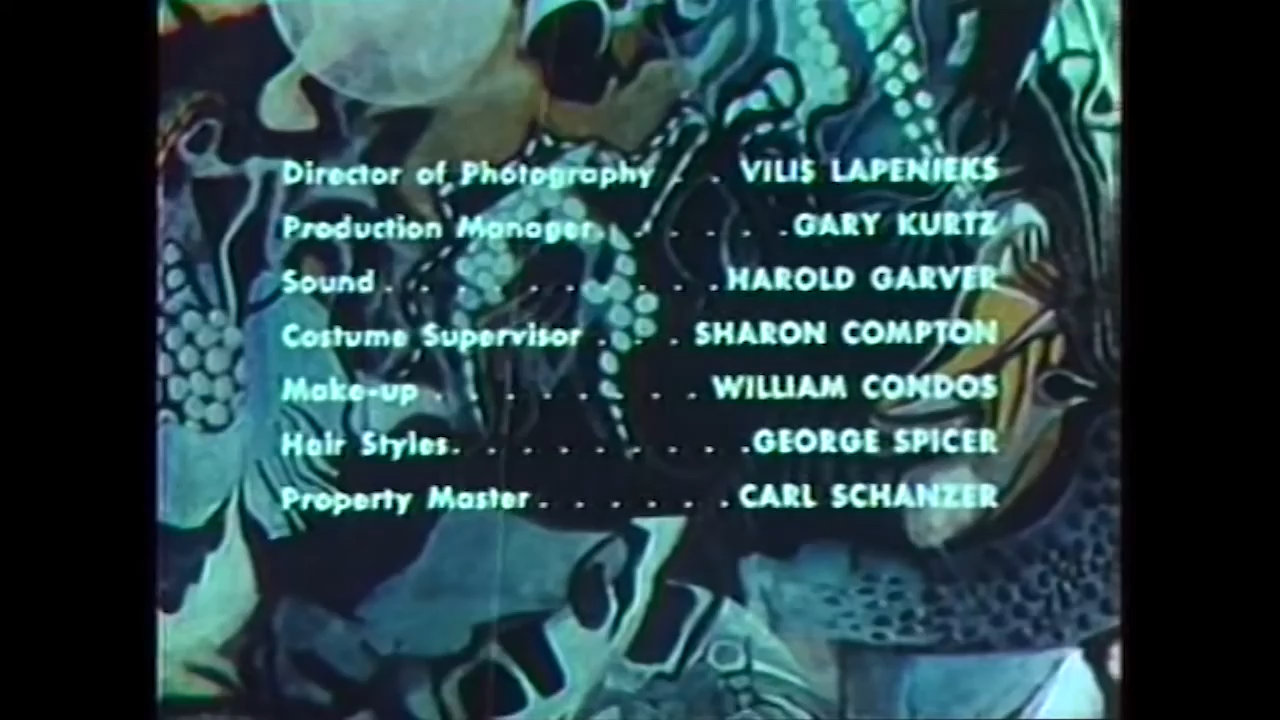 Director of Photography . . VILIS LAPENIEKS
Production Manager. . . . . . GARY KURTZ
Sound . . . . . . . . . . HAROLD GARVER
Costume Supervisor . . . SHARON COMPTON
Make-up . . . . . . . . WILLIAM CONDOS
Hair Styles. . . . . . . . . GEORGE SPICER
Property Master . . . . . . CARL SCHANZER